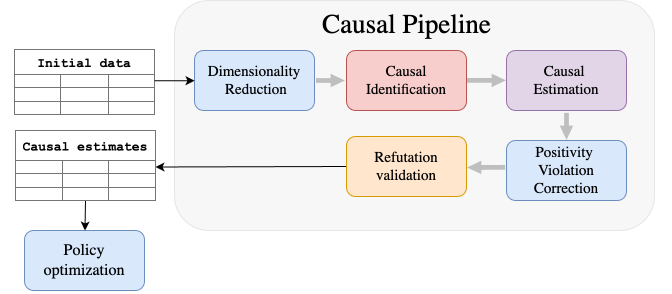 Causal Pipeline
Initial data
Dimensionality
Reduction
Causal
Identification
Causal
Estimation
Positivity
Violation
Correction
Refutation
validation
Causal estimates
Policy
optimization